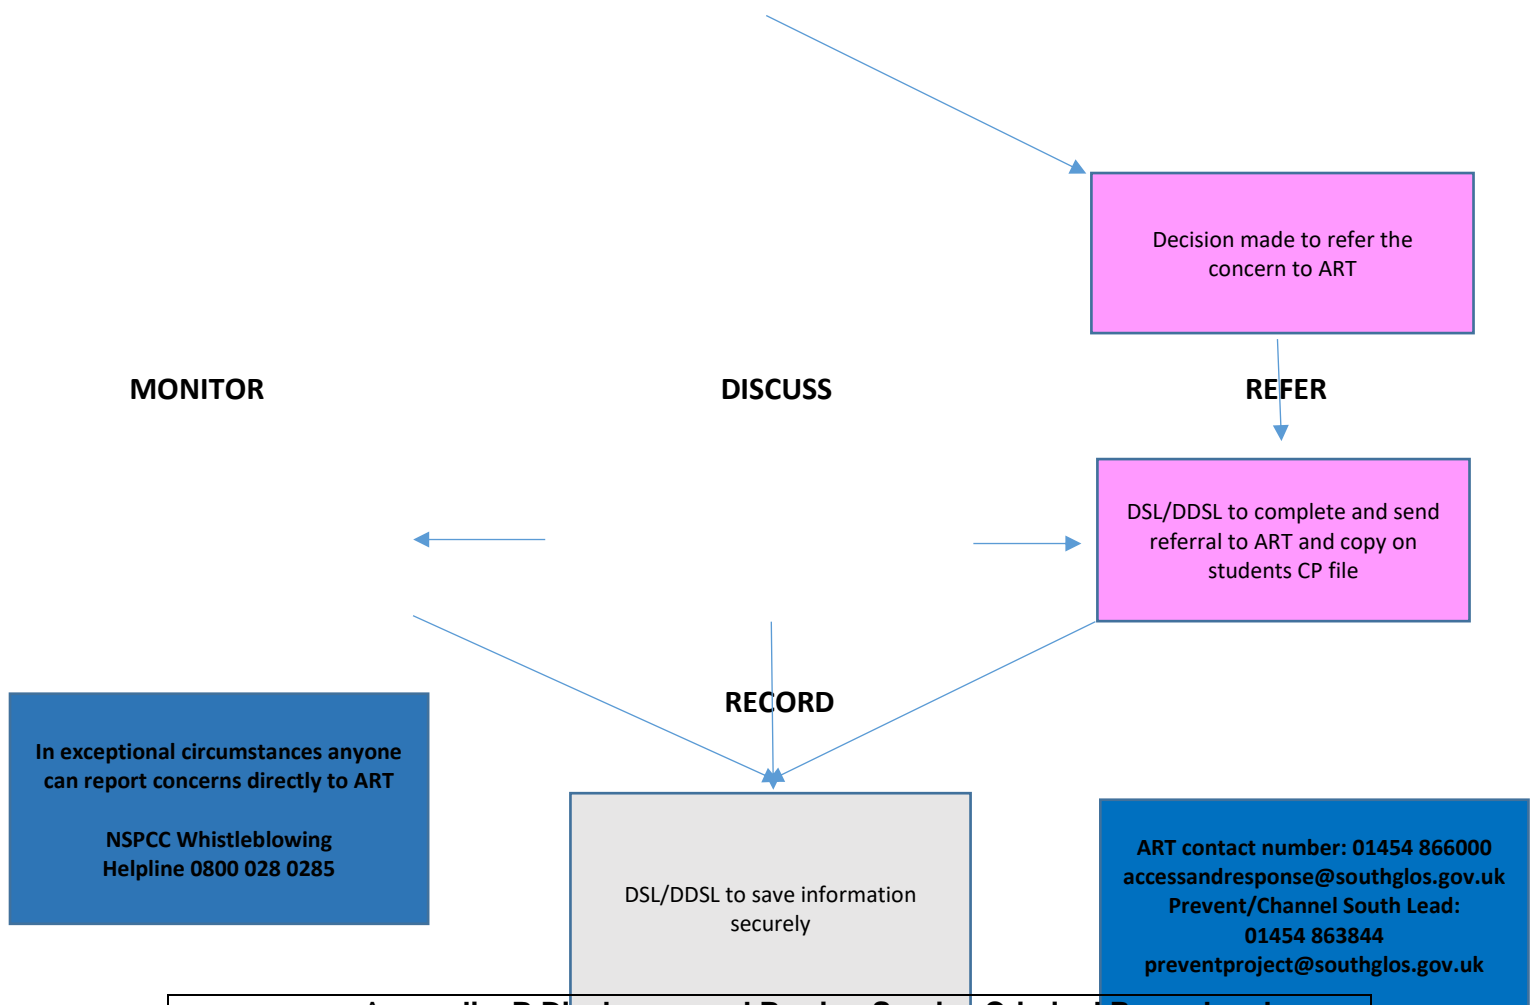 Decision made to refer the
concern to ART
MONITOR
DISCUSS
REFER
DSL/DDSL to complete and send
referral to ART and copy on
students CP file
RECORD
In exceptional circumstances anyone
can report concerns directly to ART
NSPCC Whistleblowing
Helpline 0800 028 0285
DSL/DDSL to save information
securely
ART contact number: 01454 866000
accessandresponse@southglos.gov.uk
Prevent/Channel South Lead:
01454 863844
preventproject@southglos.gov.uk